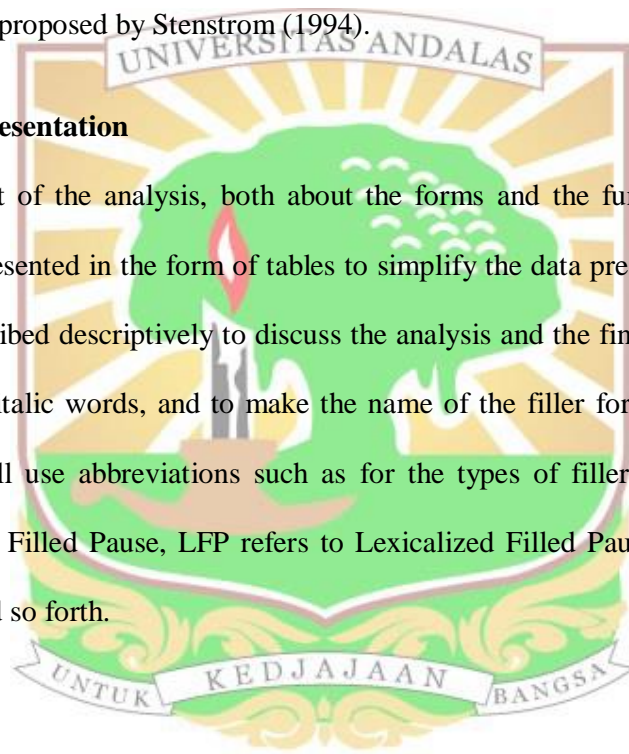 proposed by Stenstrom (1994).
UNIVERSITAS ANDALAS
esentation
t of the analysis, both about the forms and the fu
esented in the form of tables to simplify the data pre
ribed descriptively to discuss the analysis and the fin
italic words, and to make the name of the filler for
ll use abbreviations such as for the types of filler
Filled Pause, LFP refers to Lexicalized Filled Pau
d so forth.
UNTUK KEDJAJAAN BANGSA